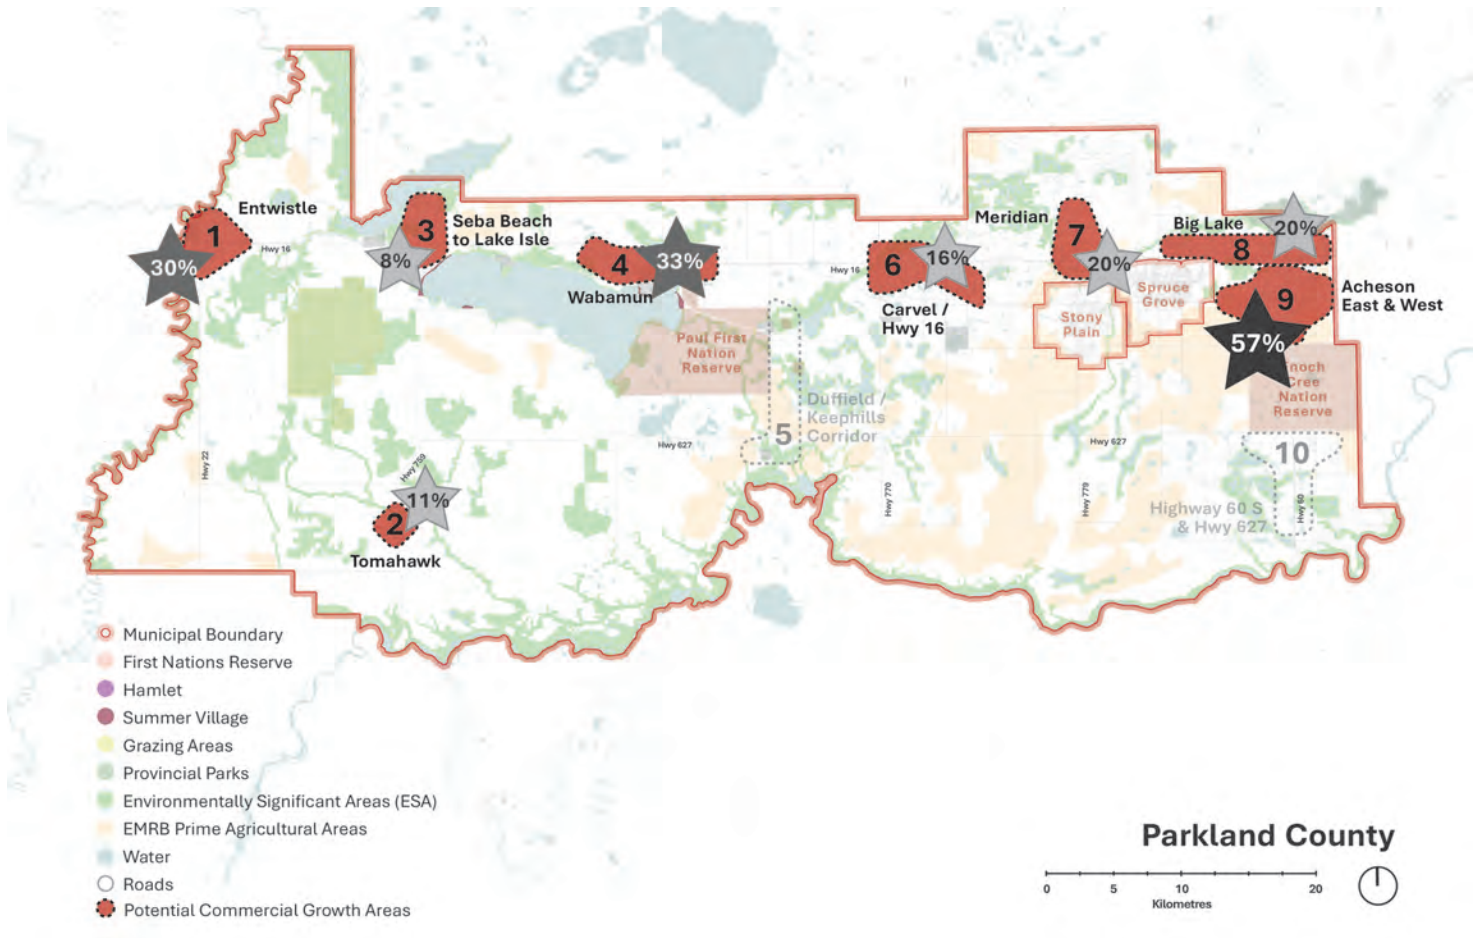 Entwistle
1
Hwy 16
30%
3
Seba Beach
to Lake Isle
8%
4
33%
Wabamun
Hwy 16
6
16%
Carvel /
Hwy 16
Meridian
7
20%
Big Lake
20%
8
9
Acheson
East & West
57%
Spruce
Grove
Stony
Plain
Paul First
Nation
Reserve
noch
Cree
Nation
Reserve
Duffield /
Keephills
Corridor
5
Hwy 627
Hwy 627
Hwy 22
Hwy 759
11%
2
Tomahawk
Hwy 770
Hwy 779
10
Highway 60 S
& Hwy 627
Hwy 60
Municipal Boundary
First Nations Reserve
Hamlet
Summer Village
Grazing Areas
Provincial Parks
Environmentally Significant Areas (ESA)
EMRB Prime Agricultural Areas
Water
Roads
Potential Commercial Growth Areas
Parkland County
0 5 10 20
Kilometres